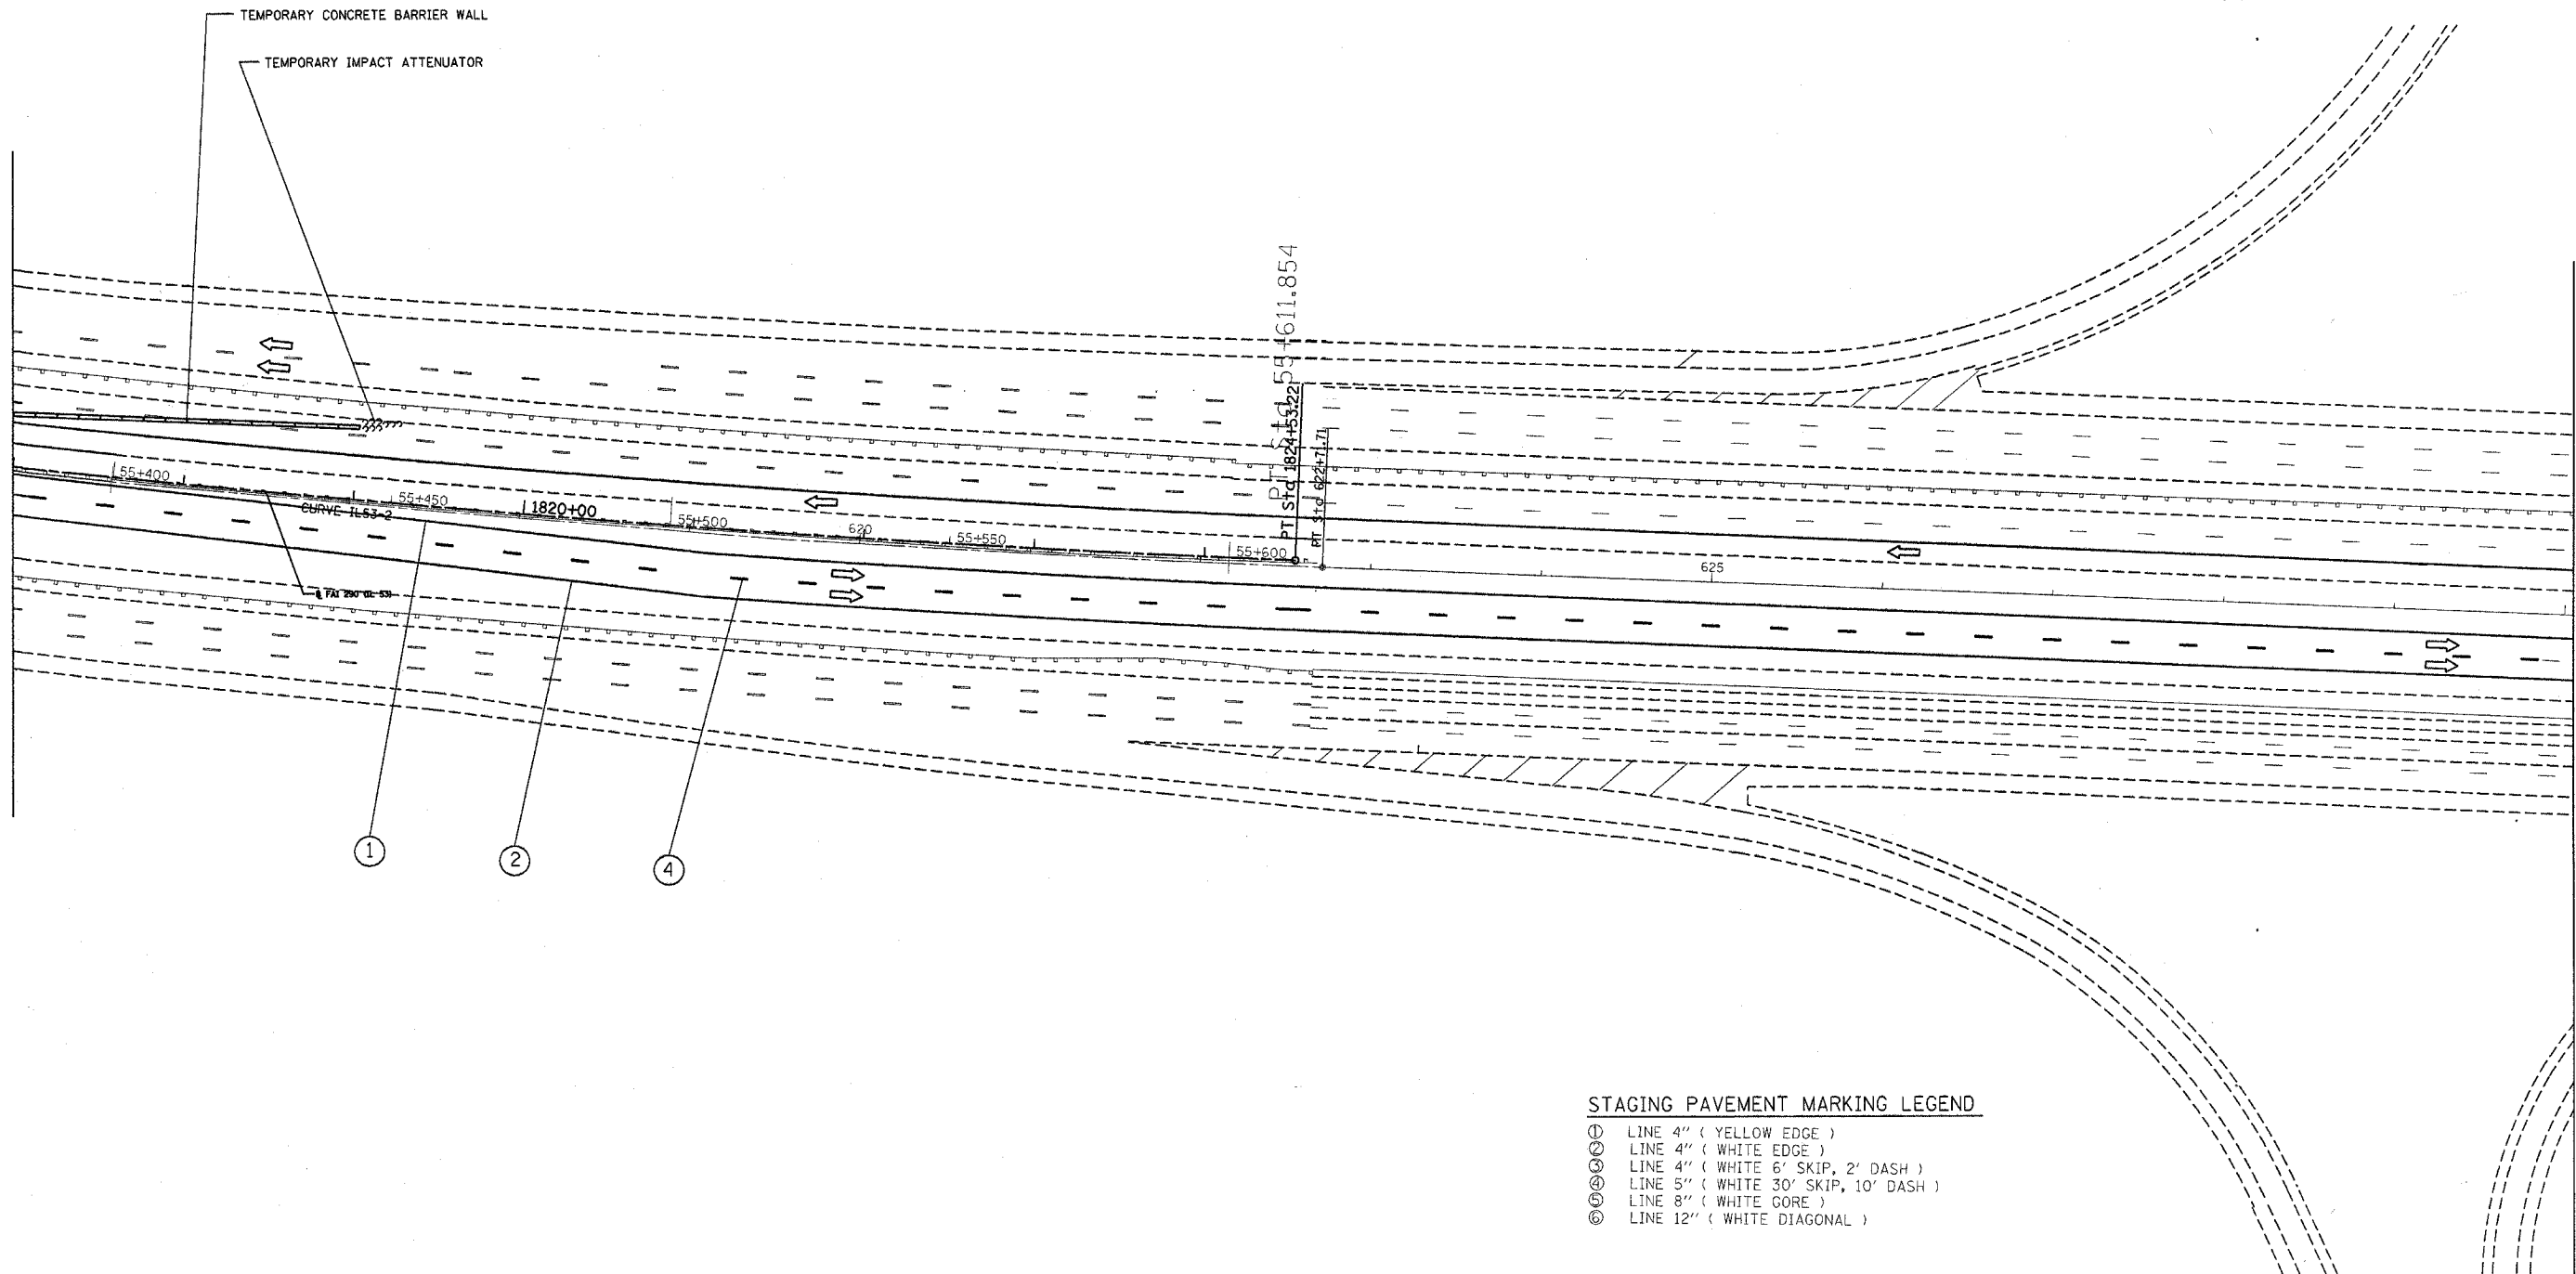 TEMPORARY CONCRETE BARRIER WALL
TEMPORARY IMPACT ATTENUATOR
PT Sta 55+611.854
PT Sta 1824+53.22
PT Sta 622+71.71
55+400
55+450
CURVE IL53-2
1820+00
55+500
620
55+550
55+600
625
FAI 290 (IL 53)
1
2
4
STAGING PAVEMENT MARKING LEGEND
① LINE 4" ( YELLOW EDGE )
② LINE 4" ( WHITE EDGE )
③ LINE 4" ( WHITE 6' SKIP, 2' DASH )
④ LINE 5" ( WHITE 30' SKIP, 10' DASH )
⑤ LINE 8" ( WHITE GORE )
⑥ LINE 12" ( WHITE DIAGONAL )